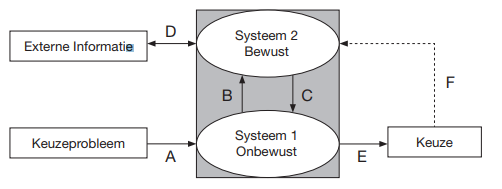 D
Systeem 2
Bewust
Externe Informatie
F
B
C
Systeem 1
Onbewust
Keuzeprobleem
Keuze
A
E